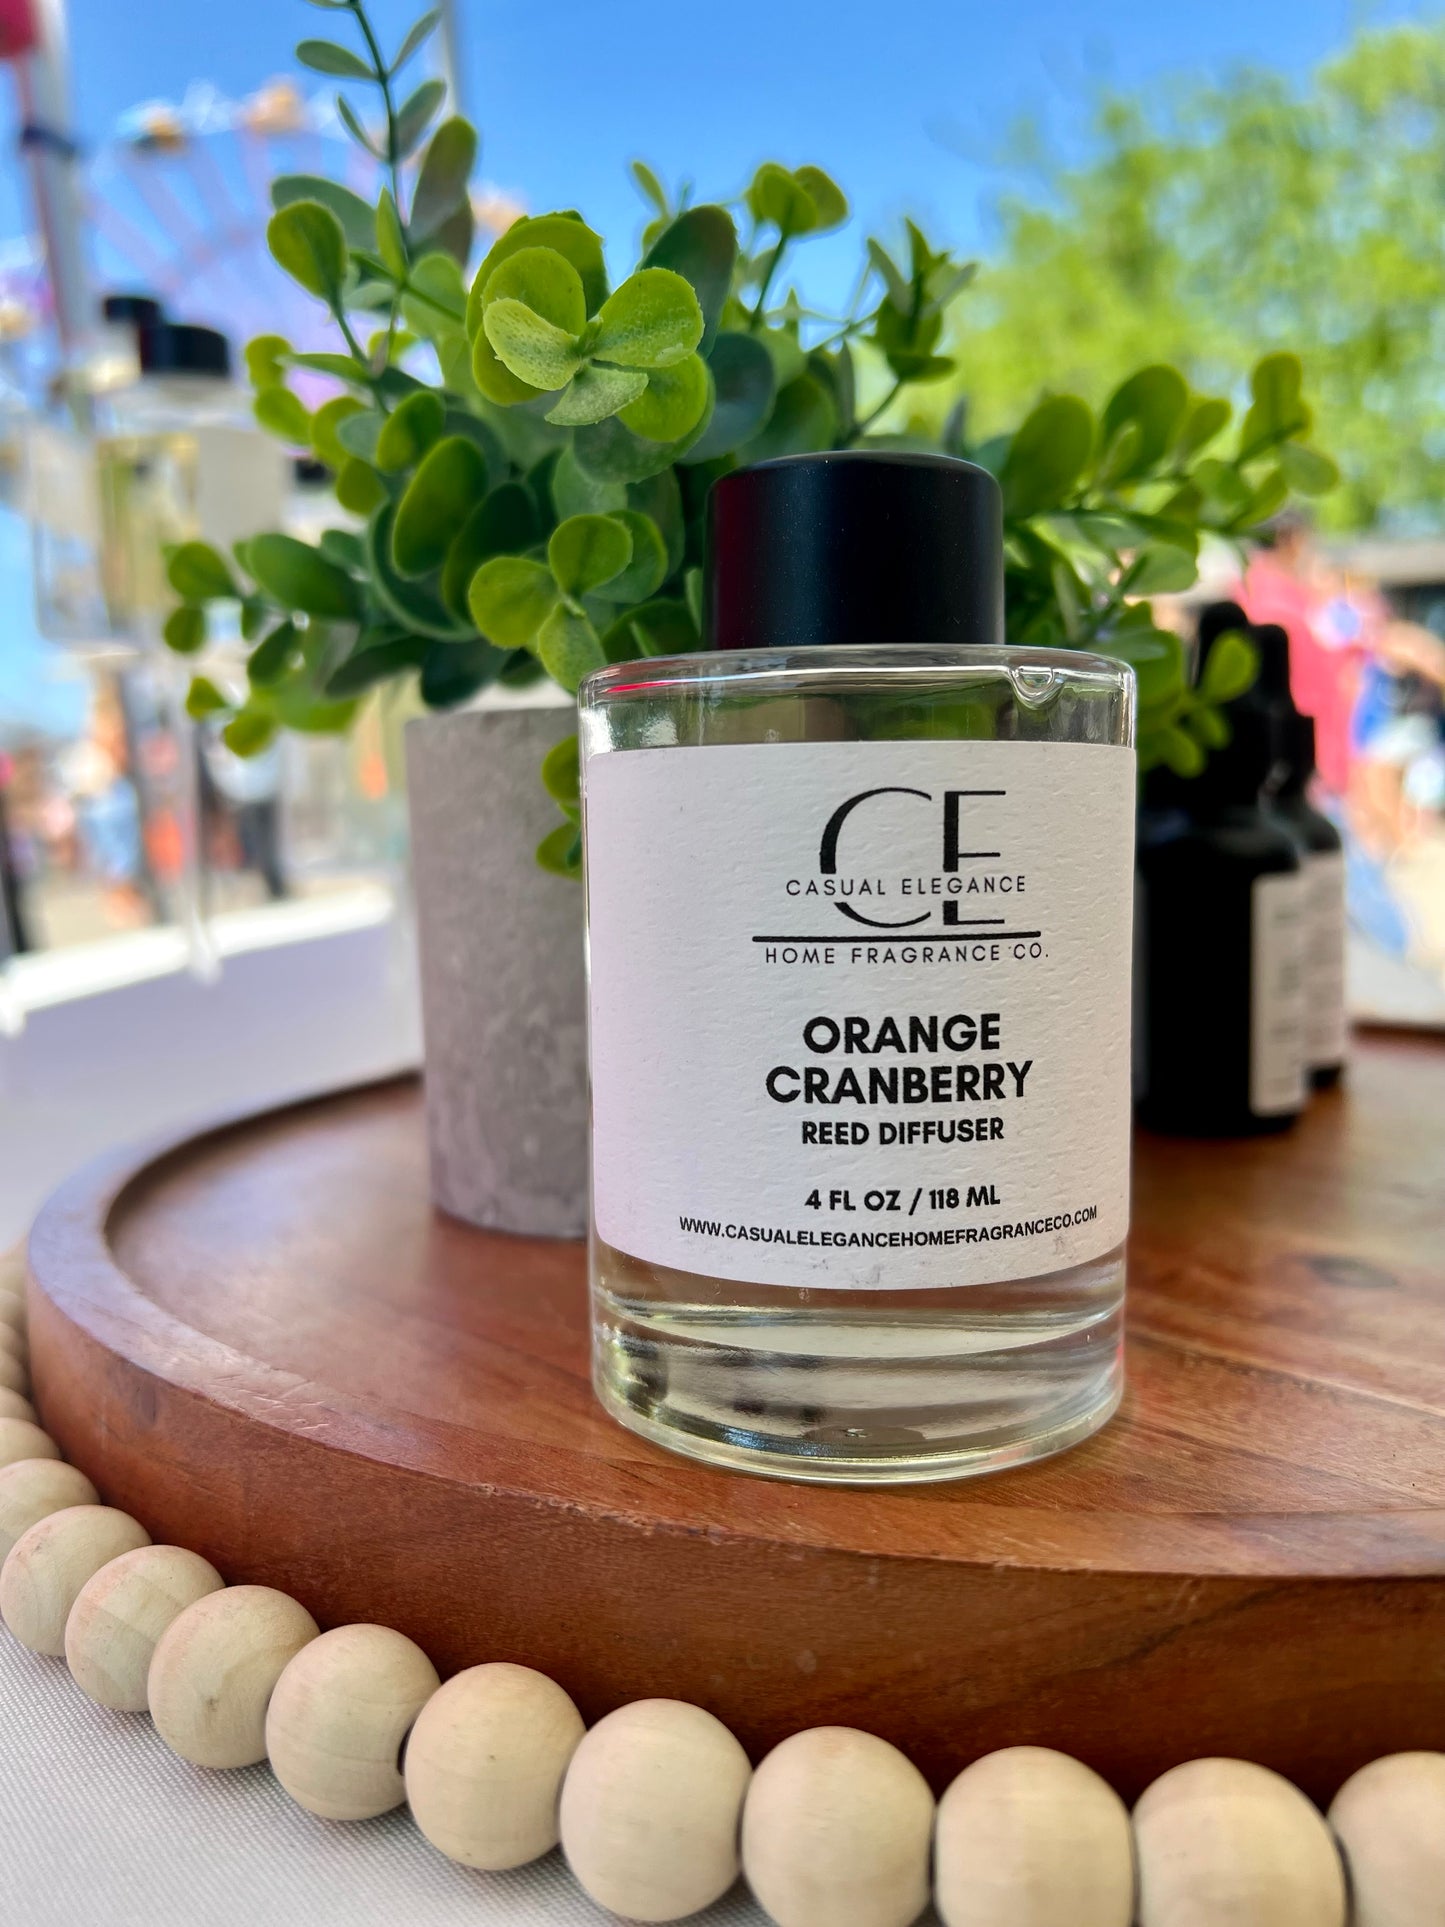 CE
CASUAL ELEGANCE
HOME FRAGRANCE CO.
ORANGE
CRANBERRY
REED DIFFUSER
4 FL OZ / 118 ML
WWW.CASUALELEGANCEHOMEFRAGRANCECO.COM